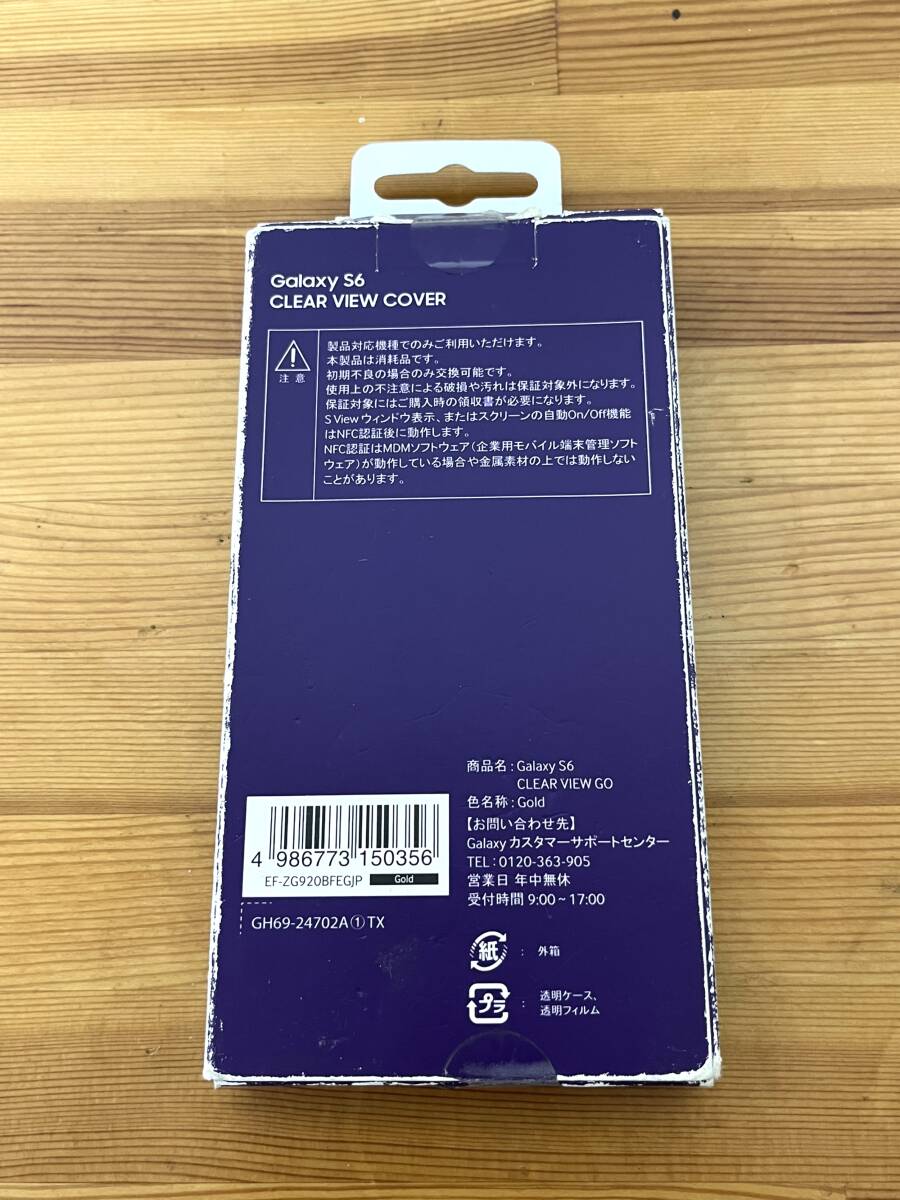 Galaxy S6
CLEAR VIEW COVER
注 意
製品対応機種でのみご利用いただけます。
本製品は消耗品です。
初期不良の場合のみ交換可能です。
使用上の不注意による破損や汚れは保証対象外になります。
保証対象にはご購入時の領収書が必要になります。
S View ウィンドウ表示、またはスクリーンの自動On/Off機能
はNFC認証後に動作します。
NFC認証はMDMソフトウェア（企業用モバイル端末管理ソフト
ウェア）が動作している場合や金属素材の上では動作しない
ことがあります。
商品名 : Galaxy S6
CLEAR VIEW GO
色名称 : Gold
【お問い合わせ先】
Galaxy カスタマーサポートセンター
TEL : 0120-363-905
営業日 年中無休
受付時間 9:00 ~ 17:00
4 986773 150356
EF-ZG920BFEGJP Gold
GH69-24702A①TX
紙 : 外箱
プラ : 透明ケース、
透明フィルム